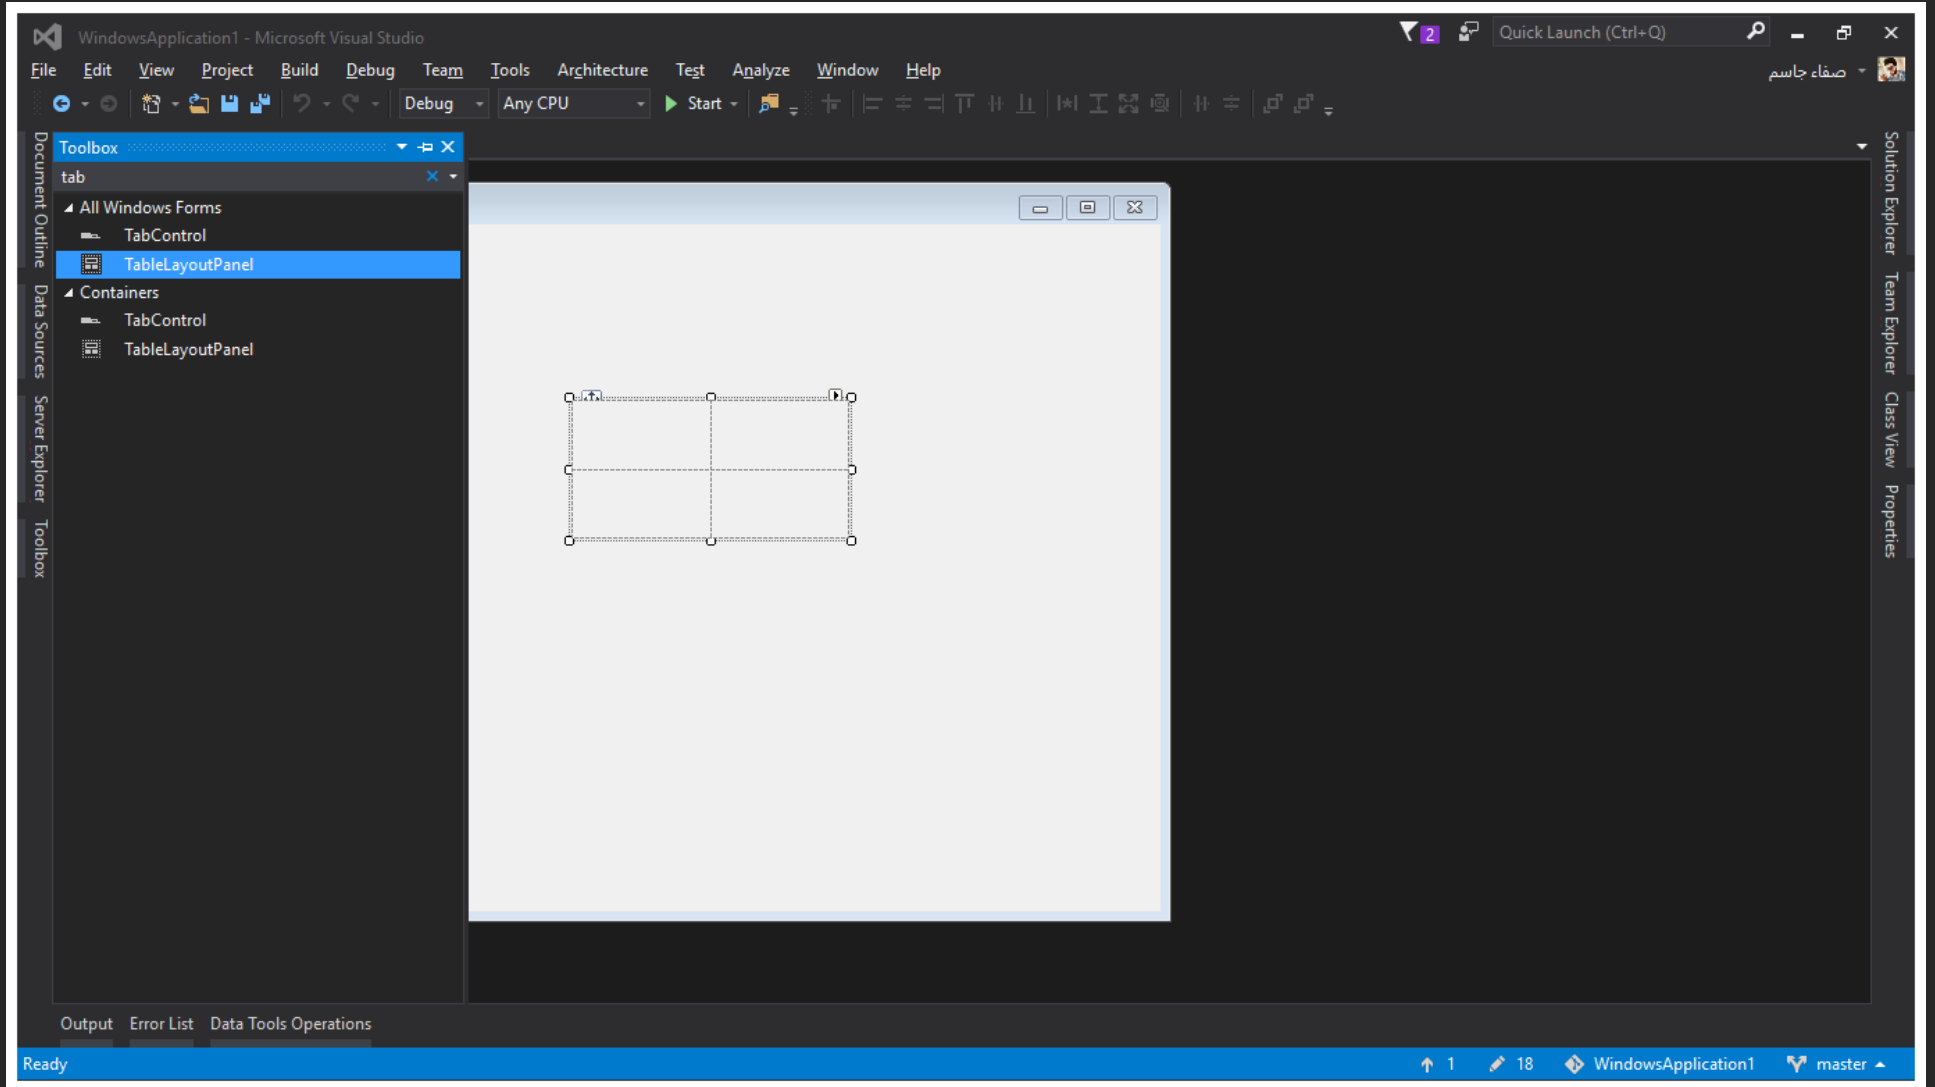 WindowsApplication1 - Microsoft Visual Studio
2
Quick Launch (Ctrl+Q)
File Edit View Project Build Debug Team Tools Architecture Test Analyze Window Help
صفاء جاسم
Debug Any CPU Start
Document Outline
Data Sources
Server Explorer
Toolbox
Toolbox
tab
All Windows Forms
TabControl
TableLayoutPanel
Containers
TabControl
TableLayoutPanel
Solution Explorer
Team Explorer
Class View
Properties
Output Error List Data Tools Operations
Ready
1 18 WindowsApplication1 master